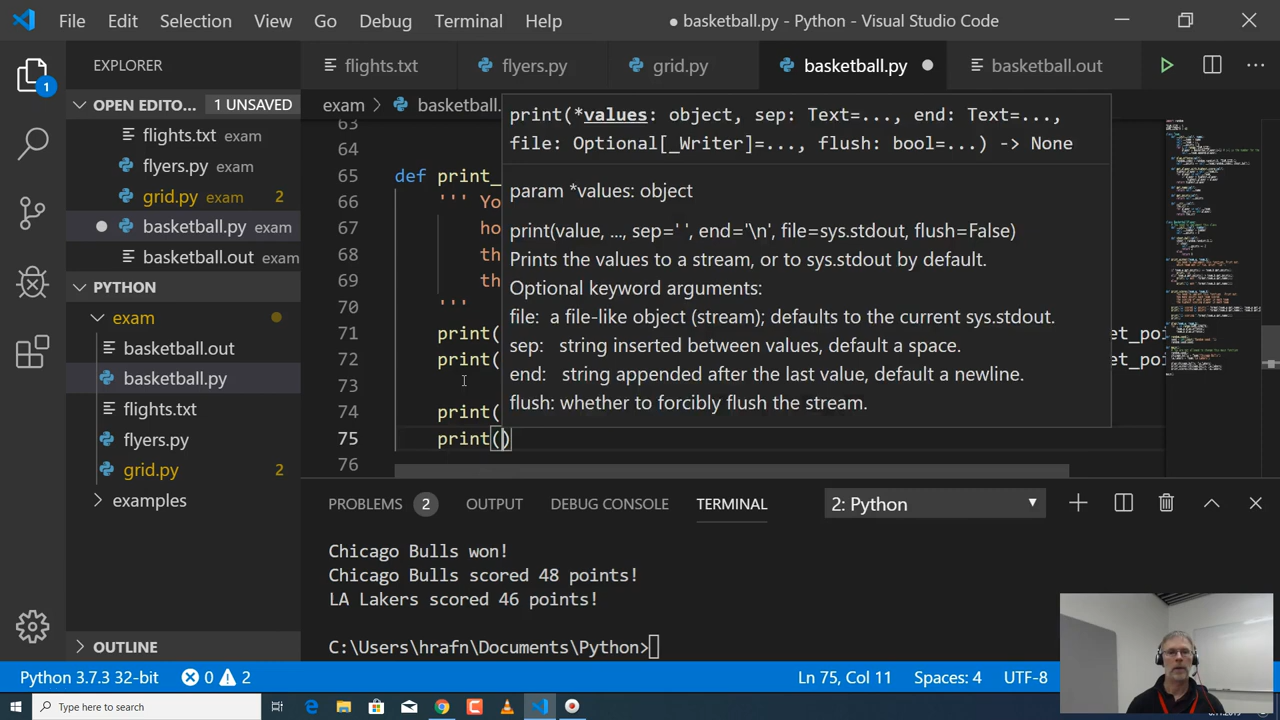 File Edit Selection View Go Debug Terminal Help
● basketball.py - Python - Visual Studio Code
EXPLORER
flights.txt
flyers.py
grid.py
basketball.py
basketball.out
OPEN EDITO...
1 UNSAVED
flights.txt exam
flyers.py exam
grid.py exam 2
basketball.py exam
basketball.out exam
PYTHON
exam
basketball.out
basketball.py
flights.txt
flyers.py
grid.py 2
examples
OUTLINE
exam > basketball.
63
64
65 def print_
66 ''' Yo
67 ho
68 th
69 th
70 '''
71 print( et_poi
72 print( et_poi
73
74 print(
75 print()
76
print(*values: object, sep: Text=..., end: Text=...,
file: Optional[_Writer]=..., flush: bool=...) -> None
param *values: object
print(value, ..., sep=' ', end='\n', file=sys.stdout, flush=False)
Prints the values to a stream, or to sys.stdout by default.
Optional keyword arguments:
file: a file-like object (stream); defaults to the current sys.stdout.
sep: string inserted between values, default a space.
end: string appended after the last value, default a newline.
flush: whether to forcibly flush the stream.
PROBLEMS 2 OUTPUT DEBUG CONSOLE TERMINAL 2: Python
Chicago Bulls won!
Chicago Bulls scored 48 points!
LA Lakers scored 46 points!
C:\Users\hrafn\Documents\Python>
1
Python 3.7.3 32-bit 0 2 Ln 75, Col 11 Spaces: 4 UTF-8
Type here to search